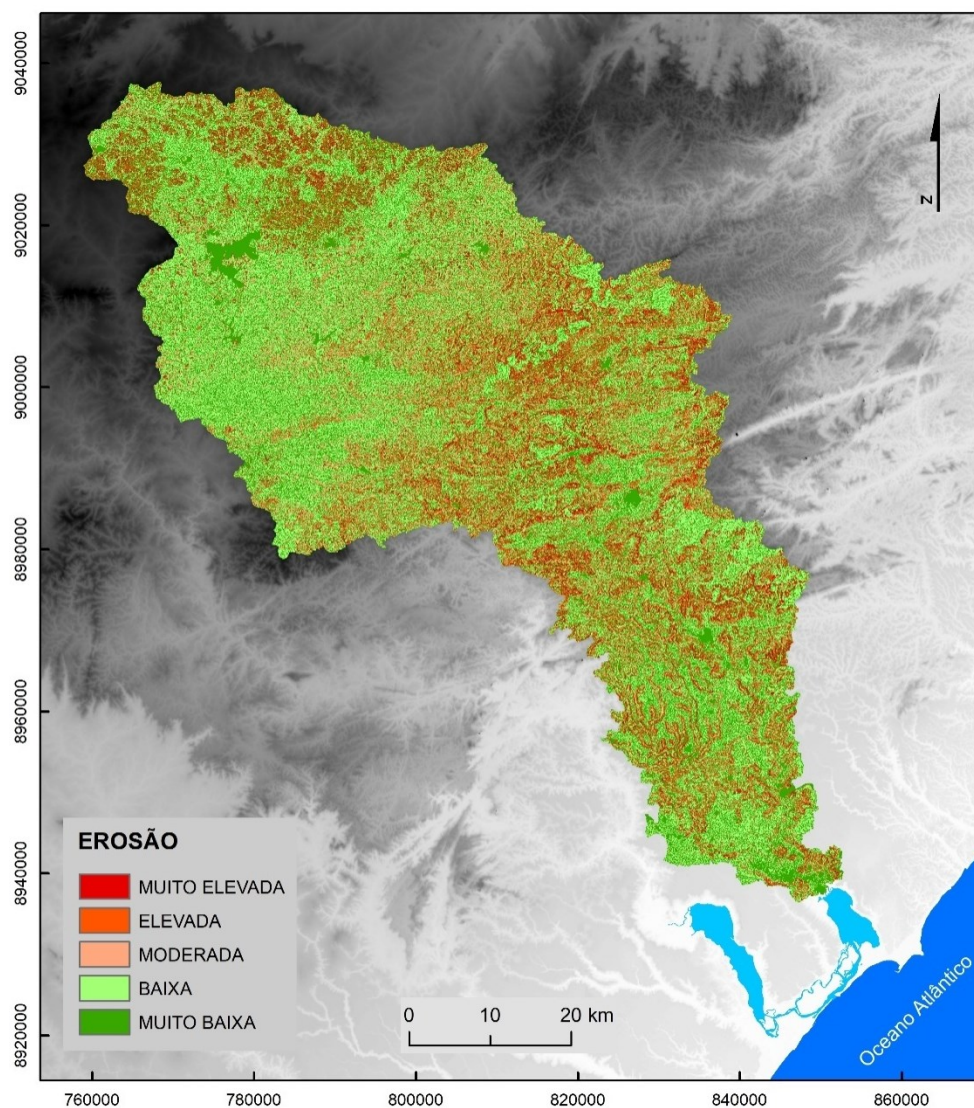 9040000
9020000
9000000
8980000
8960000
8940000
8920000
N
EROSÃO
MUITO ELEVADA
ELEVADA
MODERADA
BAIXA
MUITO BAIXA
0 10 20 km
Oceano Atlântico
760000 780000 800000 820000 840000 860000